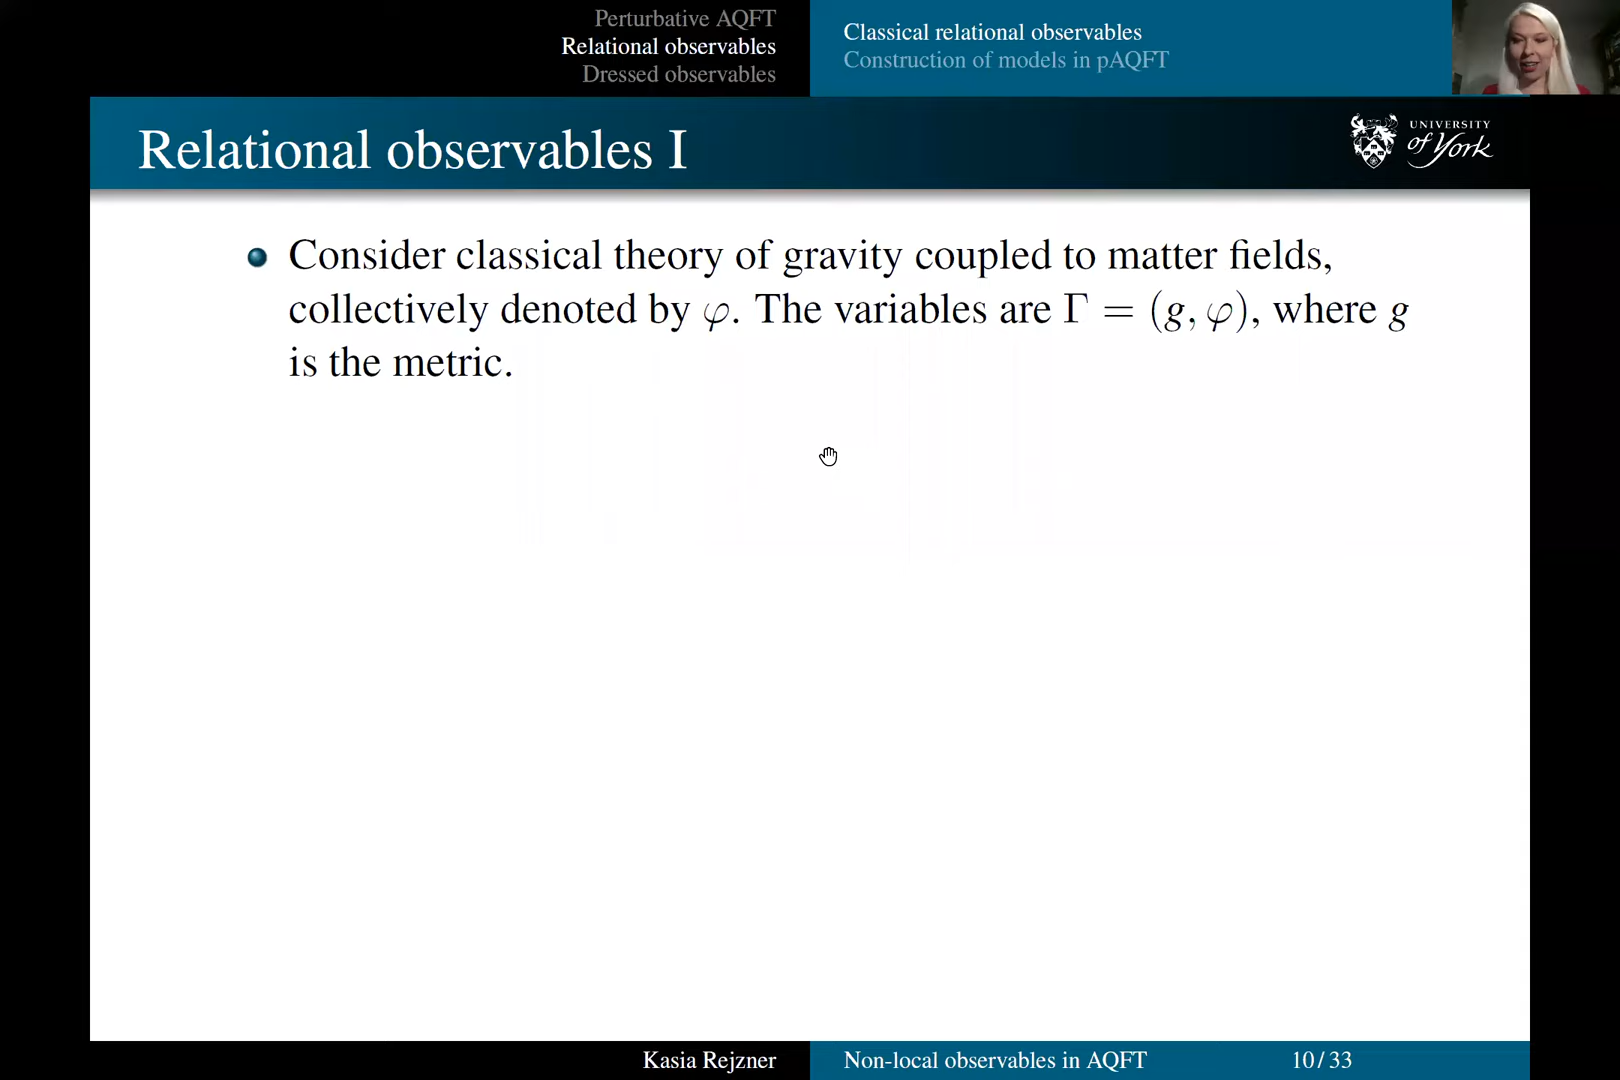 Perturbative AQFT
Relational observables
Dressed observables
Classical relational observables
Construction of models in pAQFT
Relational observables I
UNIVERSITY
of York
Consider classical theory of gravity coupled to matter fields,
collectively denoted by φ. The variables are Γ = (g, φ), where g
is the metric.
Kasia Rejzner
Non-local observables in AQFT
10/33